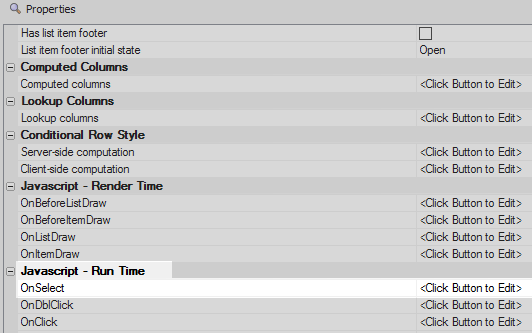 Properties
Has list item footer
List item footer initial state Open
Computed Columns
Computed columns <Click Button to Edit>
Lookup Columns
Lookup columns <Click Button to Edit>
Conditional Row Style
Server-side computation <Click Button to Edit>
Client-side computation <Click Button to Edit>
Javascript - Render Time
OnBeforeListDraw <Click Button to Edit>
OnBeforeItemDraw <Click Button to Edit>
OnListDraw <Click Button to Edit>
OnItemDraw <Click Button to Edit>
Javascript - Run Time
OnSelect <Click Button to Edit>
OnDblClick <Click Button to Edit>
OnClick <Click Button to Edit>